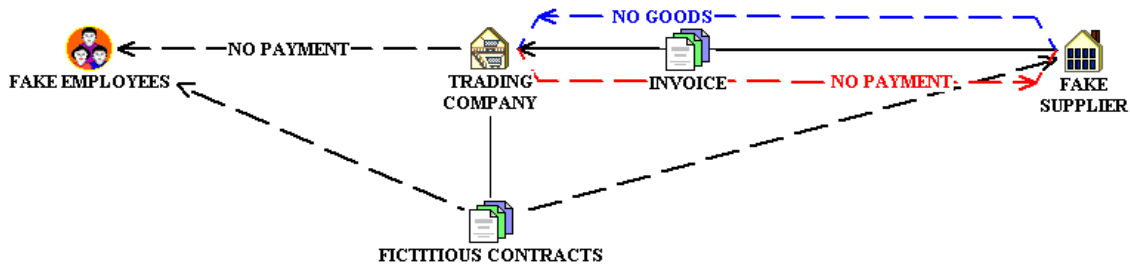 NO GOODS
NO PAYMENT
FAKE EMPLOYEES
TRADING
COMPANY
INVOICE
NO PAYMENT
FAKE
SUPPLIER
FICTITIOUS CONTRACTS